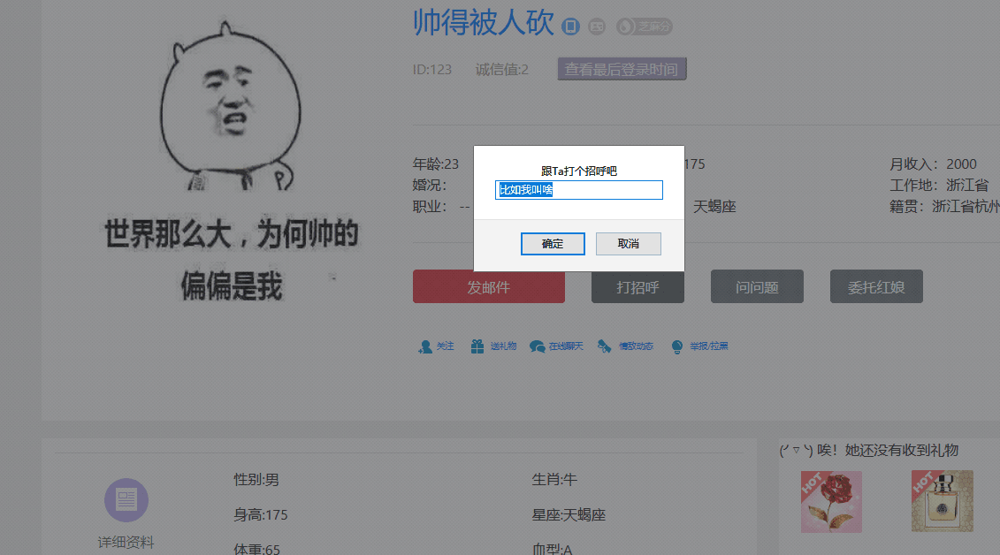 帅得被人砍
芝麻分
ID:123 诚信值:2 查看最后登录时间
世界那么大，为何帅的
偏偏是我
年龄:23
175
月收入：2000
婚况：
工作地：浙江省
职业： --
天蝎座
籍贯：浙江省杭州
跟Ta打个招呼吧
比如我叫啥
确定 取消
发邮件 打招呼 问问题 委托红娘
关注 送礼物 在线聊天 情敌动态 举报/拉黑
详细资料
性别:男 生肖:牛
身高:175 星座:天蝎座
体重:65 血型:A
(╯▽╰) 唉！她还没有收到礼物
HOT
HOT